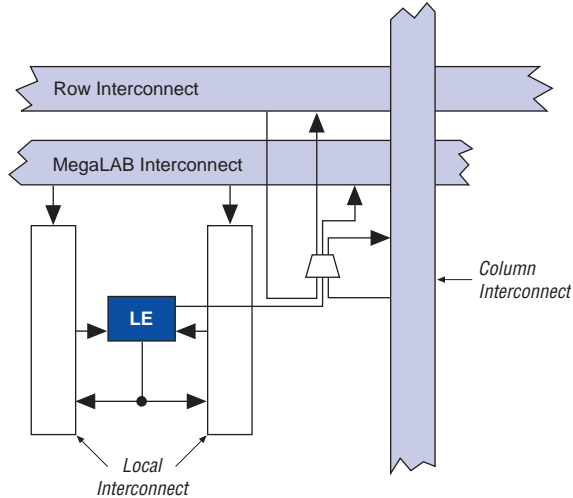 Row Interconnect
MegaLAB Interconnect
Column
Interconnect
LE
Local
Interconnect